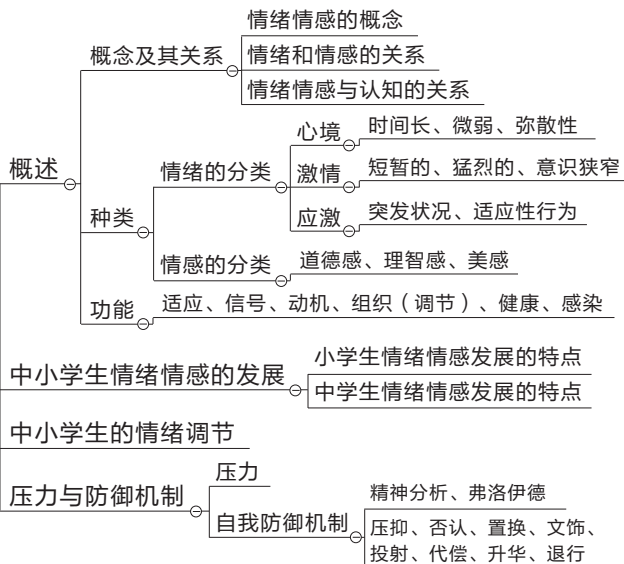 概述
概念及其关系
情绪情感的概念
情绪和情感的关系
情绪情感与认知的关系
种类
情绪的分类
心境
时间长、微弱、弥散性
激情
短暂的、猛烈的、意识狭窄
应激
突发状况、适应性行为
情感的分类
道德感、理智感、美感
功能
适应、信号、动机、组织（调节）、健康、感染
中小学生情绪情感的发展
小学生情绪情感发展的特点
中学生情绪情感发展的特点
中小学生的情绪调节
压力与防御机制
压力
自我防御机制
精神分析、弗洛伊德
压抑、否认、置换、文饰、
投射、代偿、升华、退行